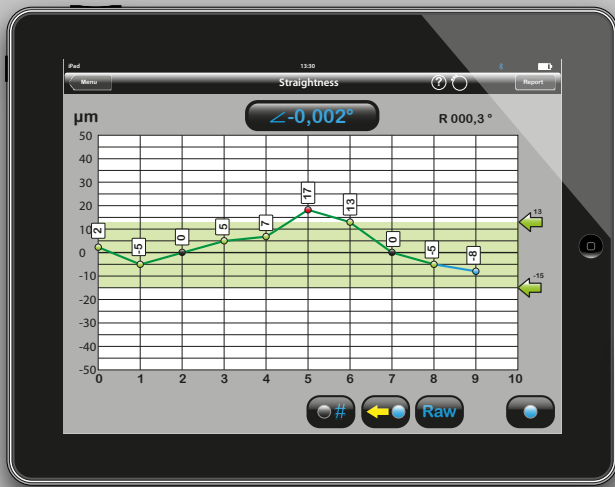 iPad 13:30
Menu Straightness ? Report
µm ∠-0,002° R 000,3 °
50
40
30
20
10
0
-10
-20
-30
-40
-50
2 -5 0 5 7 17 13 0 -5 -8
13
-15
0 1 2 3 4 5 6 7 8 9 10
# Raw